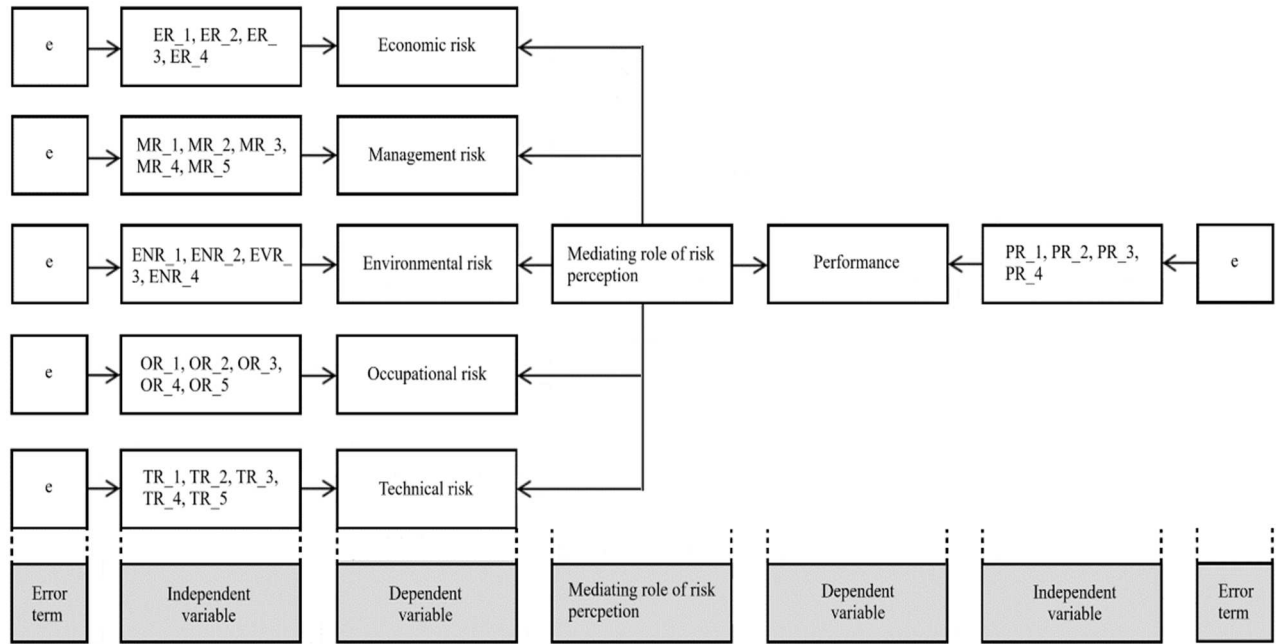 e
ER_1, ER_2, ER_
3, ER_4
Economic risk
e
MR_1, MR_2, MR_3,
MR_4, MR_5
Management risk
e
ENR_1, ENR_2, EVR_
3, ENR_4
Environmental risk
Mediating role of risk
perception
Performance
PR_1, PR_2, PR_3,
PR_4
e
e
OR_1, OR_2, OR_3,
OR_4, OR_5
Occupational risk
e
TR_1, TR_2, TR_3,
TR_4, TR_5
Technical risk
Error
term
Independent
variable
Dependent
variable
Mediating role of risk
percpetion
Dependent
variable
Independent
variable
Error
term